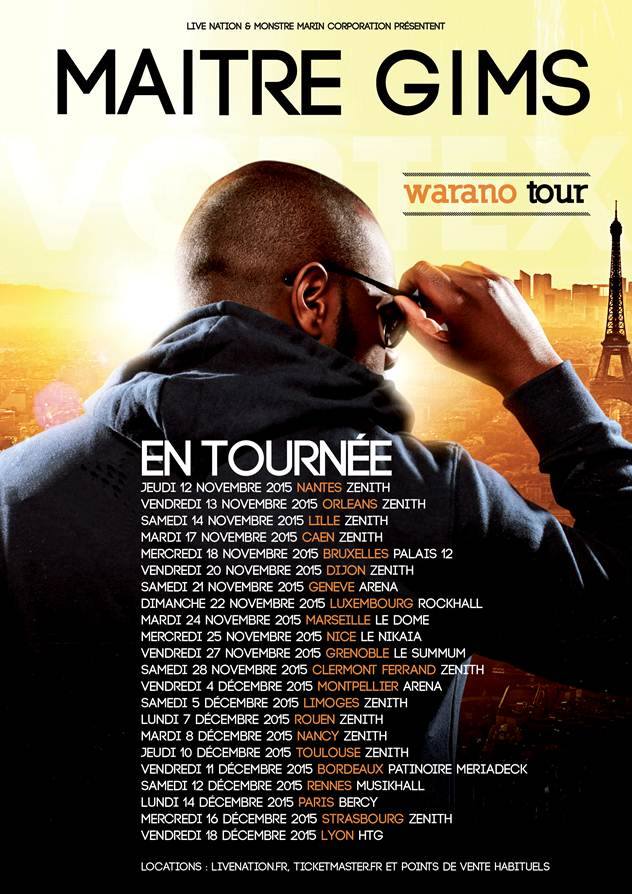 LIVE NATION & MONSTRE MARIN CORPORATION PRÉSENTENT
MAITRE GIMS
VORTEX
warano tour
EN TOURNÉE
JEUDI 12 NOVEMBRE 2015 NANTES ZENITH
VENDREDI 13 NOVEMBRE 2015 ORLEANS ZENITH
SAMEDI 14 NOVEMBRE 2015 LILLE ZENITH
MARDI 17 NOVEMBRE 2015 CAEN ZENITH
MERCREDI 18 NOVEMBRE 2015 BRUXELLES PALAIS 12
VENDREDI 20 NOVEMBRE 2015 DIJON ZENITH
SAMEDI 21 NOVEMBRE 2015 GENEVE ARENA
DIMANCHE 22 NOVEMBRE 2015 LUXEMBOURG ROCKHALL
MARDI 24 NOVEMBRE 2015 MARSEILLE LE DOME
MERCREDI 25 NOVEMBRE 2015 NICE LE NIKAIA
VENDREDI 27 NOVEMBRE 2015 GRENOBLE LE SUMMUM
SAMEDI 28 NOVEMBRE 2015 CLERMONT FERRAND ZENITH
VENDREDI 4 DÉCEMBRE 2015 MONTPELLIER ARENA
SAMEDI 5 DÉCEMBRE 2015 LIMOGES ZENITH
LUNDI 7 DÉCEMBRE 2015 ROUEN ZENITH
MARDI 8 DÉCEMBRE 2015 NANCY ZENITH
JEUDI 10 DÉCEMBRE 2015 TOULOUSE ZENITH
VENDREDI 11 DÉCEMBRE 2015 BORDEAUX PATINOIRE MERIADECK
SAMEDI 12 DÉCEMBRE 2015 RENNES MUSIKHALL
LUNDI 14 DÉCEMBRE 2015 PARIS BERCY
MERCREDI 16 DÉCEMBRE 2015 STRASBOURG ZENITH
VENDREDI 18 DÉCEMBRE 2015 LYON HTG
LOCATIONS : LIVENATION.FR, TICKETMASTER.FR ET POINTS DE VENTE HABITUELS